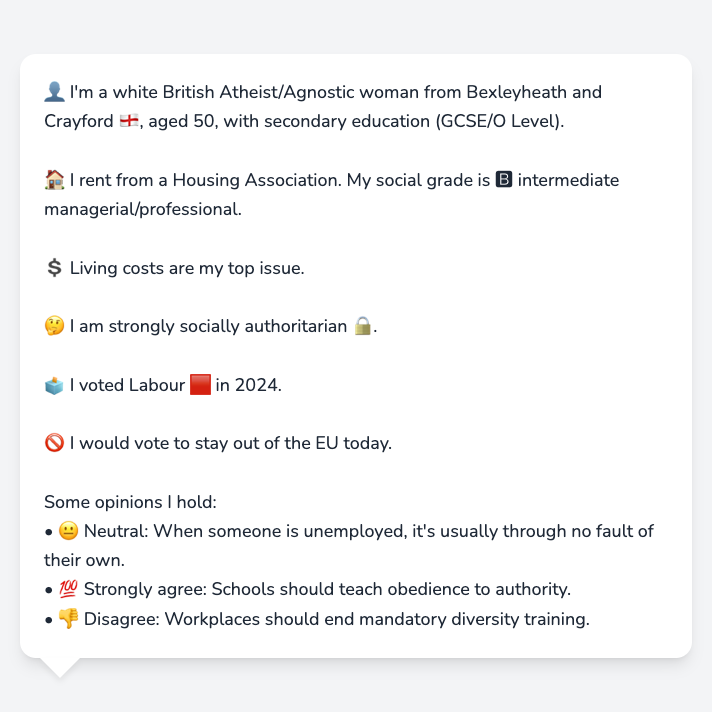 👤 I'm a white British Atheist/Agnostic woman from Bexleyheath and
Crayford 🏴󠁧󠁢󠁥󠁮󠁧󠁿, aged 50, with secondary education (GCSE/O Level).
🏠 I rent from a Housing Association. My social grade is 🅱 intermediate
managerial/professional.
💲 Living costs are my top issue.
🤔 I am strongly socially authoritarian 🔒.
🗳️ I voted Labour 🟥 in 2024.
🚫 I would vote to stay out of the EU today.
Some opinions I hold:
• 😐 Neutral: When someone is unemployed, it's usually through no fault of
their own.
• 💯 Strongly agree: Schools should teach obedience to authority.
• 👎 Disagree: Workplaces should end mandatory diversity training.